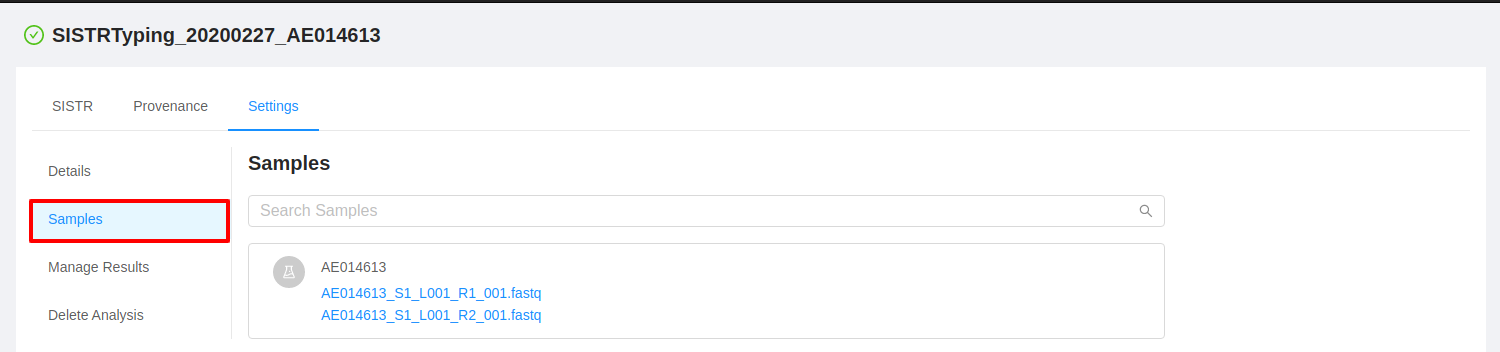 SISTRTyping_20200227_AE014613
SISTR Provenance Settings
Details
Samples
Manage Results
Delete Analysis
Samples
Search Samples
AE014613
AE014613_S1_L001_R1_001.fastq
AE014613_S1_L001_R2_001.fastq